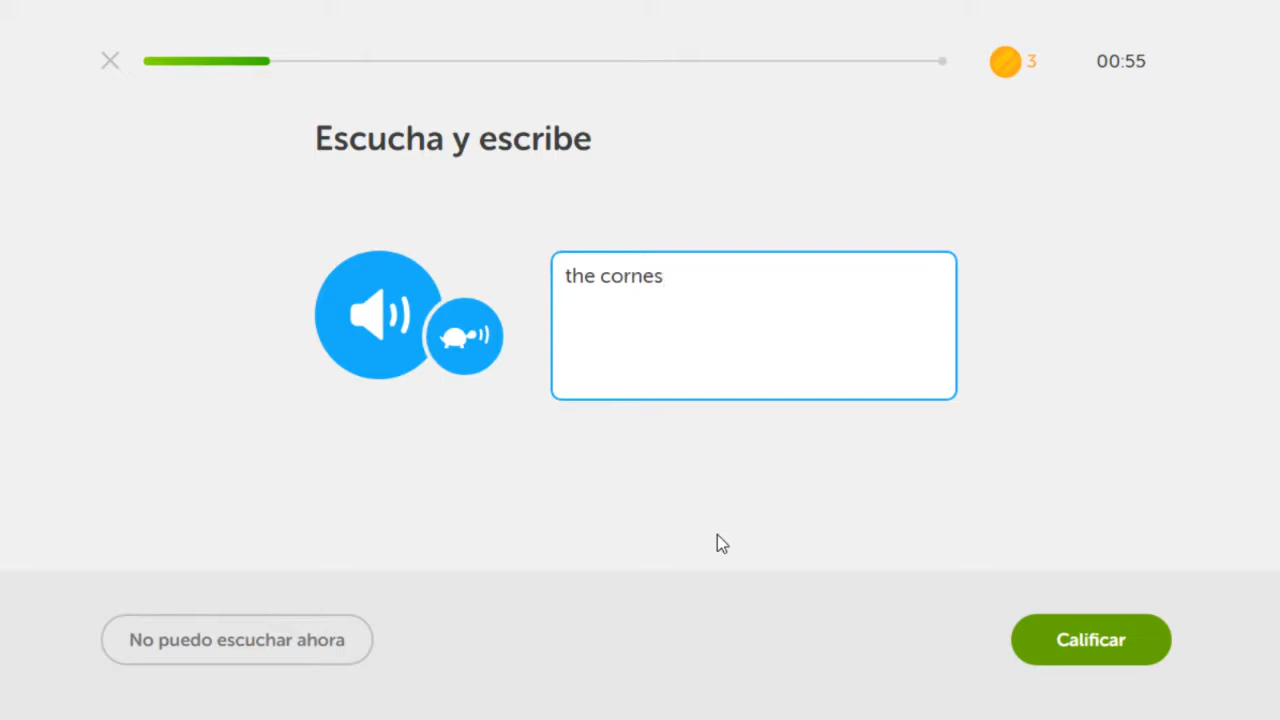 3
00:55
Escucha y escribe
the cornes
No puedo escuchar ahora
Calificar